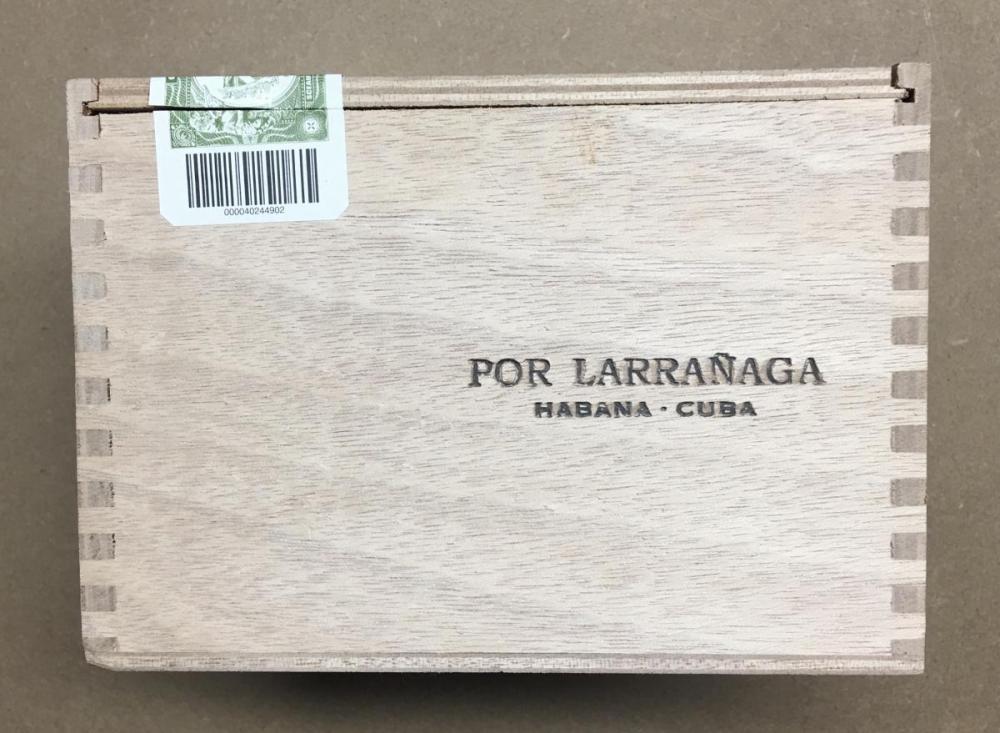 000040244902
POR LARRAÑAGA
HABANA · CUBA